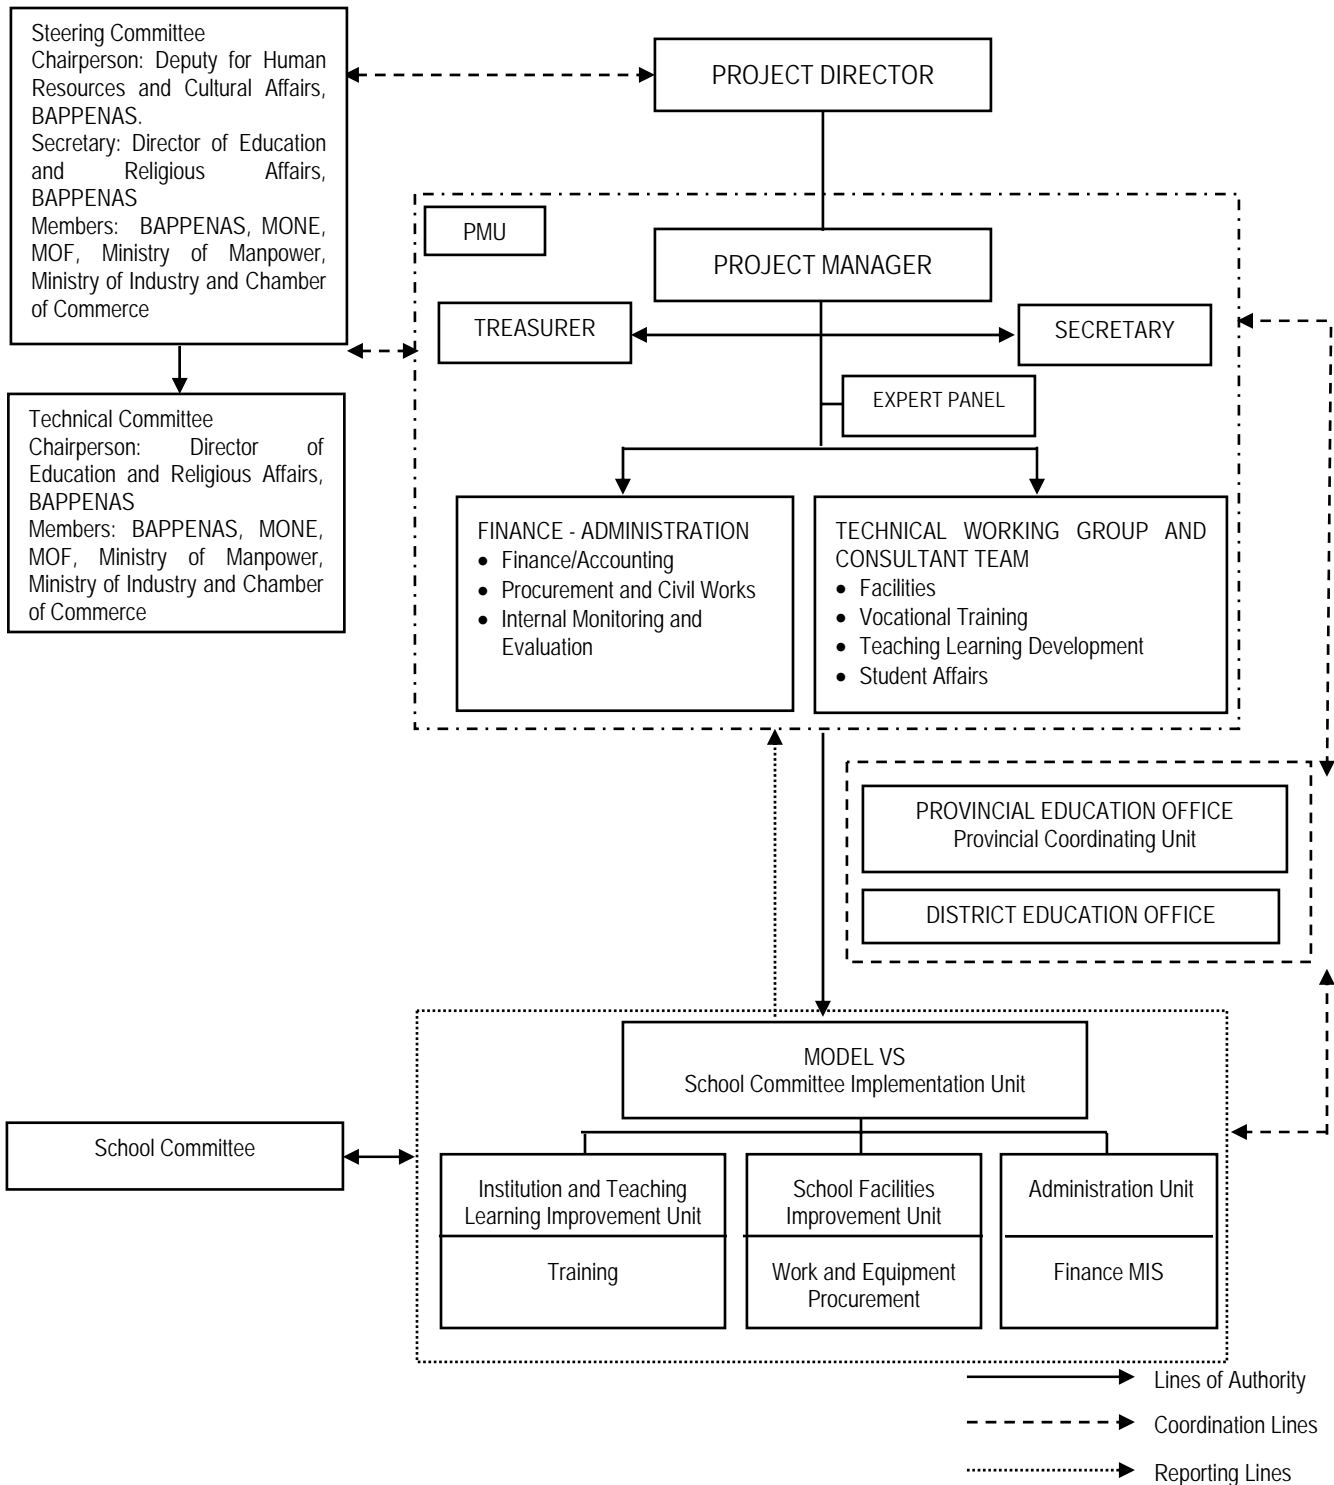 Steering Committee
Chairperson: Deputy for Human
Resources and Cultural Affairs,
BAPPENAS.
Secretary: Director of Education
and Religious Affairs,
BAPPENAS
Members: BAPPENAS, MONE,
MOF, Ministry of Manpower,
Ministry of Industry and Chamber
of Commerce
PROJECT DIRECTOR
PMU
PROJECT MANAGER
TREASURER
SECRETARY
EXPERT PANEL
Technical Committee
Chairperson: Director of
Education and Religious Affairs,
BAPPENAS
Members: BAPPENAS, MONE,
MOF, Ministry of Manpower,
Ministry of Industry and Chamber
of Commerce
FINANCE - ADMINISTRATION
• Finance/Accounting
• Procurement and Civil Works
• Internal Monitoring and
Evaluation
TECHNICAL WORKING GROUP AND
CONSULTANT TEAM
• Facilities
• Vocational Training
• Teaching Learning Development
• Student Affairs
PROVINCIAL EDUCATION OFFICE
Provincial Coordinating Unit
DISTRICT EDUCATION OFFICE
MODEL VS
School Committee Implementation Unit
School Committee
Institution and Teaching
Learning Improvement Unit
Training
School Facilities
Improvement Unit
Work and Equipment
Procurement
Administration Unit
Finance MIS
Lines of Authority
Coordination Lines
Reporting Lines